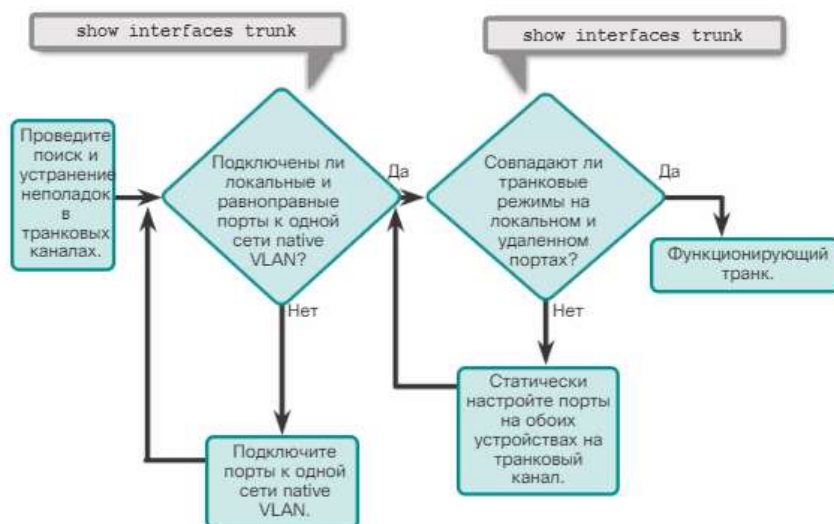 show interfaces trunk
show interfaces trunk
Проведите
поиск и
устранение
неполадок
в
транковых
каналах.
Подключены ли
локальные и
равноправные
порты к одной
сети native
VLAN?
Да
Совпадают ли
транковые
режимы на
локальном и
удаленном
портах?
Да
Функционирующий
транк.
Нет
Нет
Подключите
порты к одной
сети native
VLAN.
Статически
настройте порты
на обоих
устройствах на
транковый
канал.